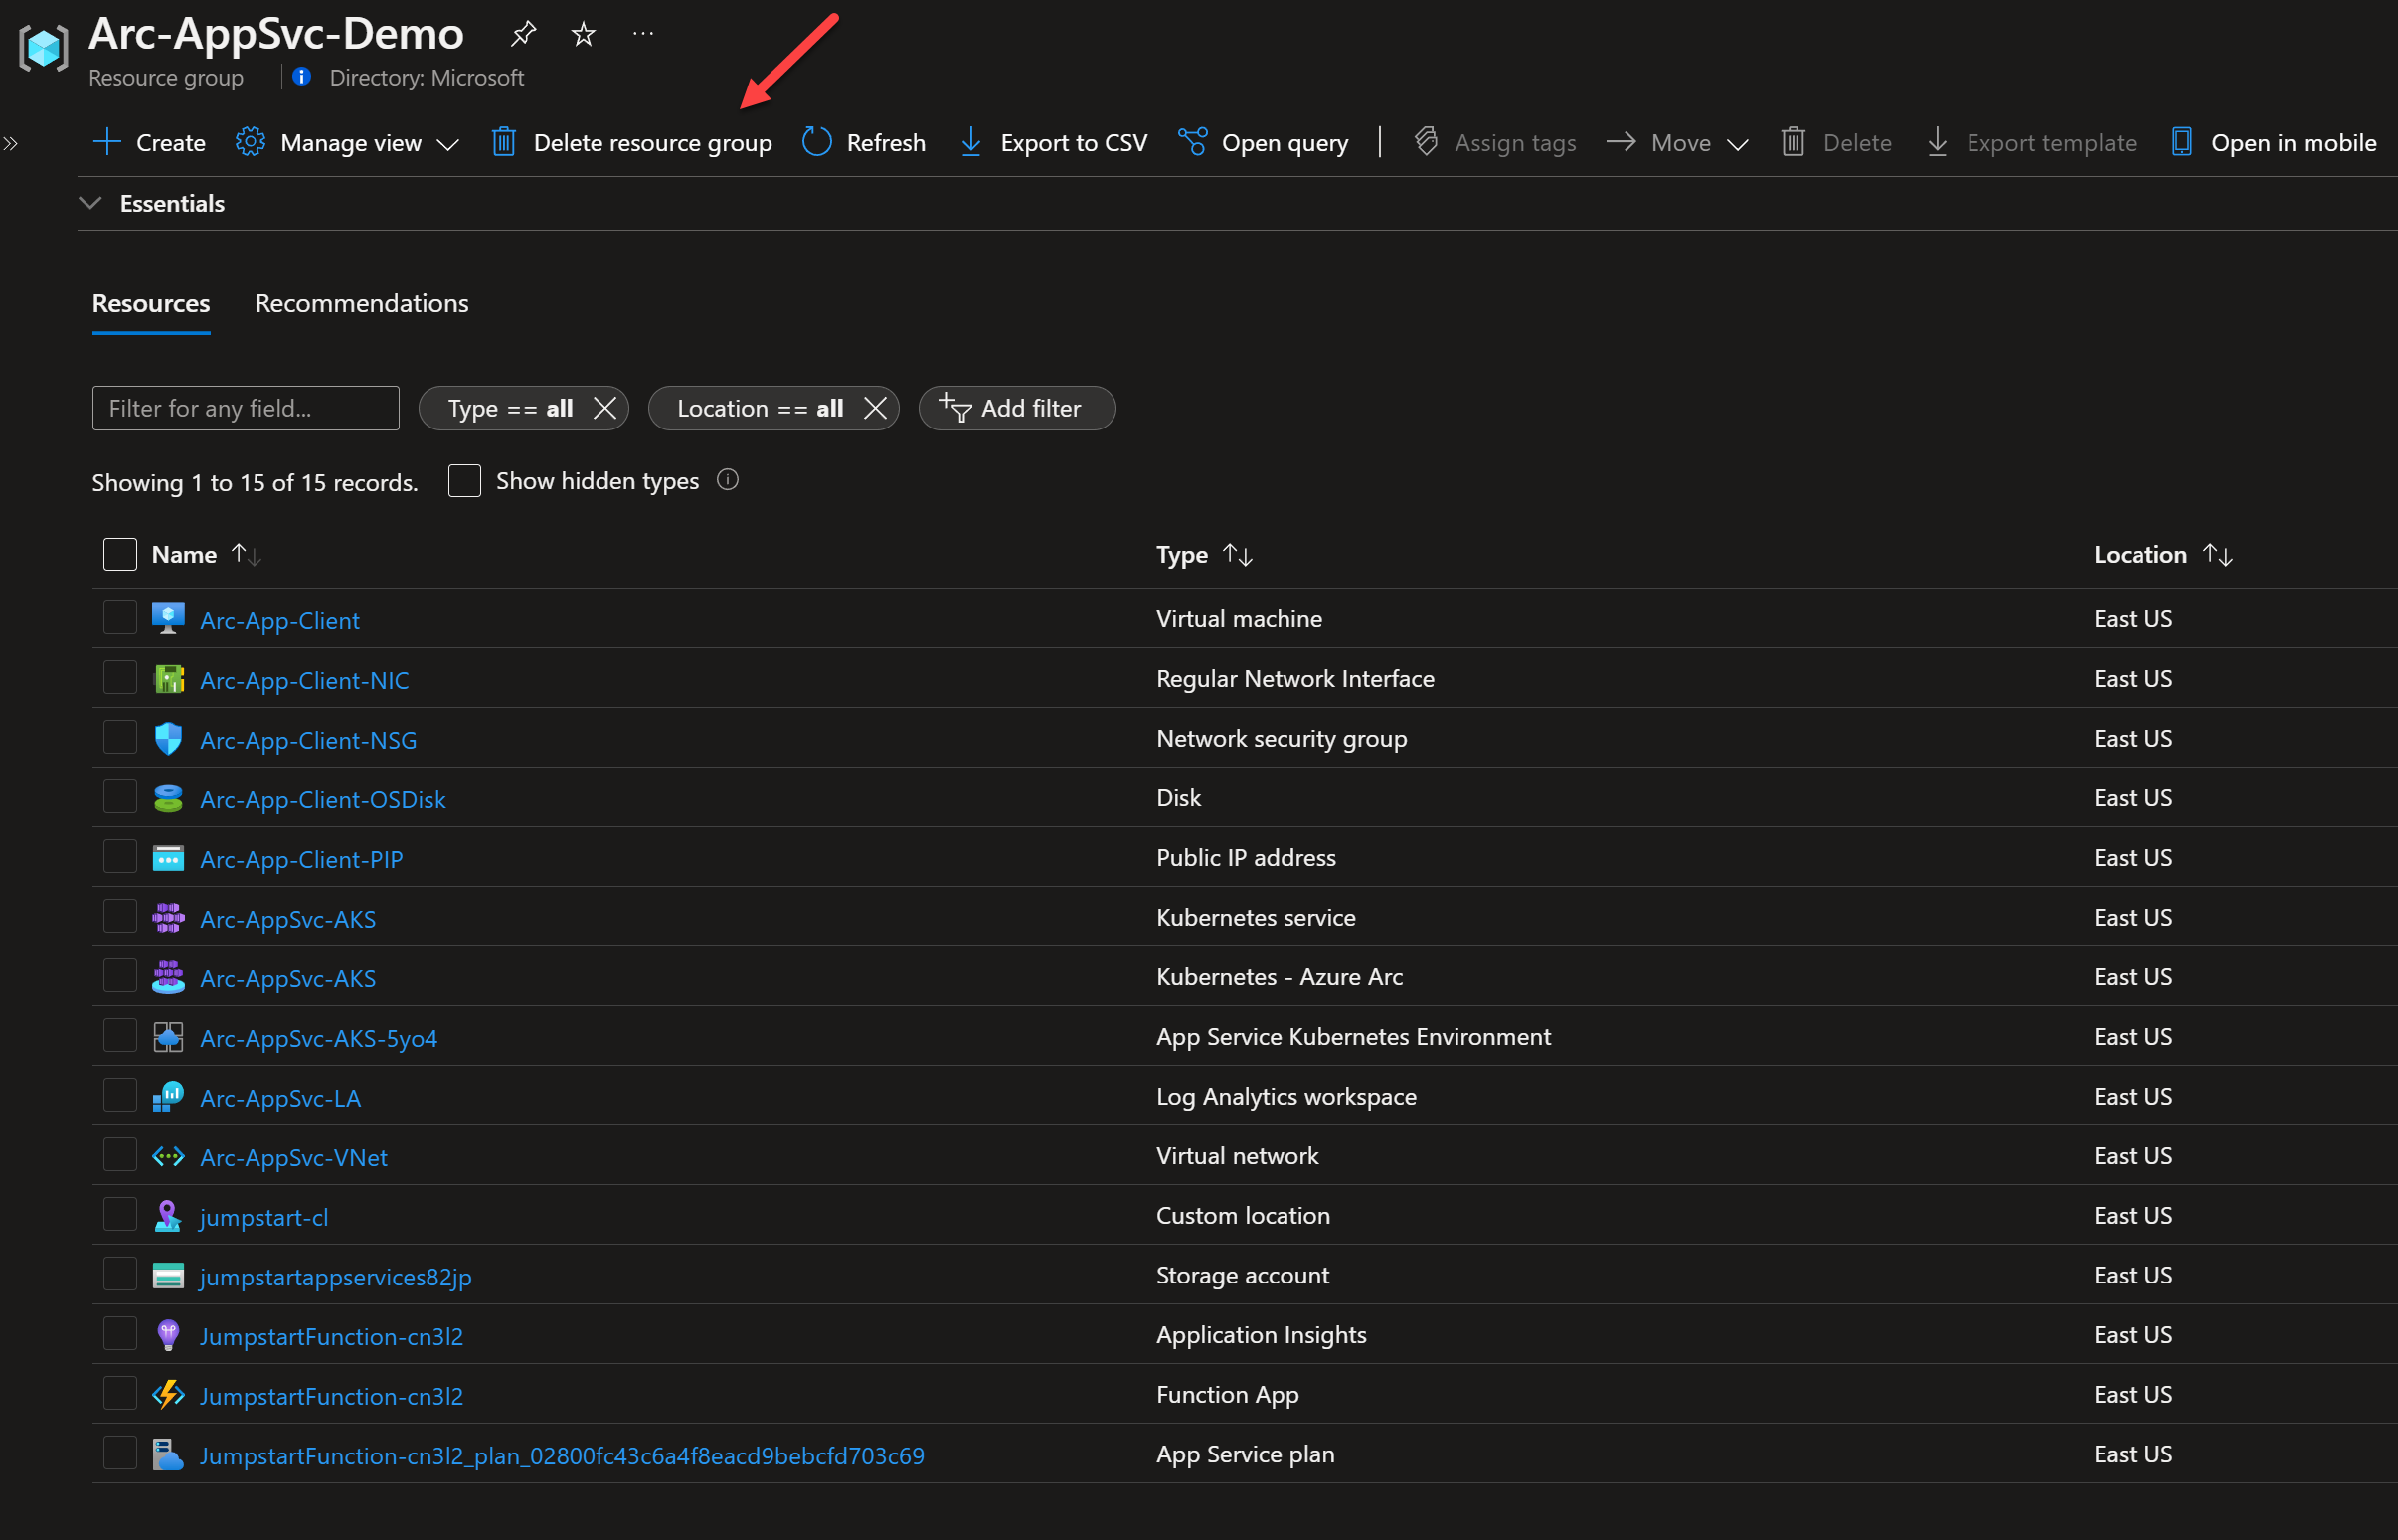 Arc-AppSvc-Demo
Resource group
Directory: Microsoft
Create
Manage view
Delete resource group
Refresh
Export to CSV
Open query
Assign tags
Move
Delete
Export template
Open in mobile
Essentials
Resources
Recommendations
Filter for any field...
Type == all
Location == all
Add filter
Showing 1 to 15 of 15 records.
Show hidden types
Name Type Location
Arc-App-Client Virtual machine East US
Arc-App-Client-NIC Regular Network Interface East US
Arc-App-Client-NSG Network security group East US
Arc-App-Client-OSDisk Disk East US
Arc-App-Client-PIP Public IP address East US
Arc-AppSvc-AKS Kubernetes service East US
Arc-AppSvc-AKS Kubernetes - Azure Arc East US
Arc-AppSvc-AKS-5yo4 App Service Kubernetes Environment East US
Arc-AppSvc-LA Log Analytics workspace East US
Arc-AppSvc-VNet Virtual network East US
jumpstart-cl Custom location East US
jumpstartappservices82jp Storage account East US
JumpstartFunction-cn3l2 Application Insights East US
JumpstartFunction-cn3l2 Function App East US
JumpstartFunction-cn3l2_plan_02800fc43c6a4f8eacd9bebcfd703c69 App Service plan East US